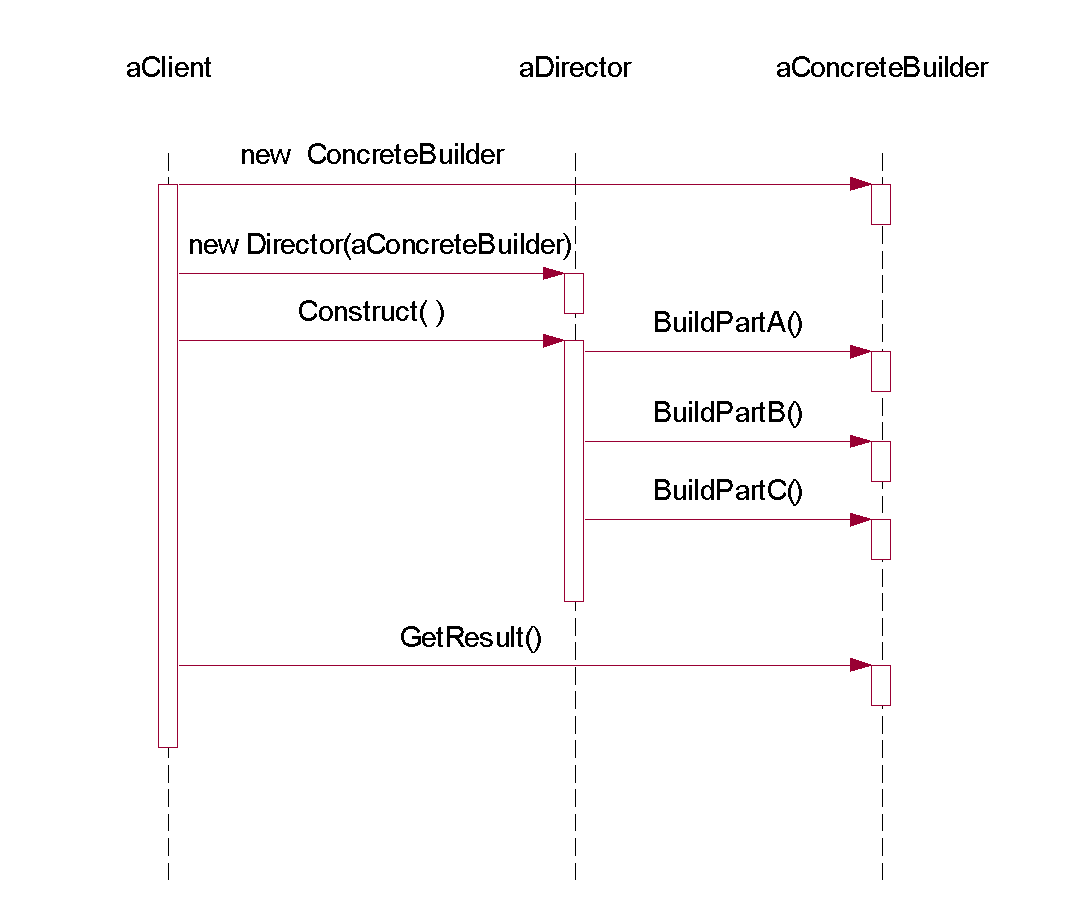 aClient
aDirector
aConcreteBuilder
new  ConcreteBuilder
new Director(aConcreteBuilder)
Construct( )
BuildPartA()
BuildPartB()
BuildPartC()
GetResult()